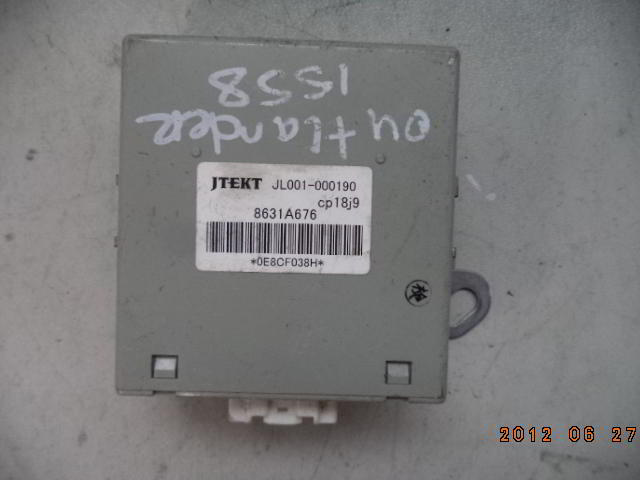 outlander
1558
JTEKT JL001-000190
cp18j9
8631A676
*0E8CF038H*
2012 06 27